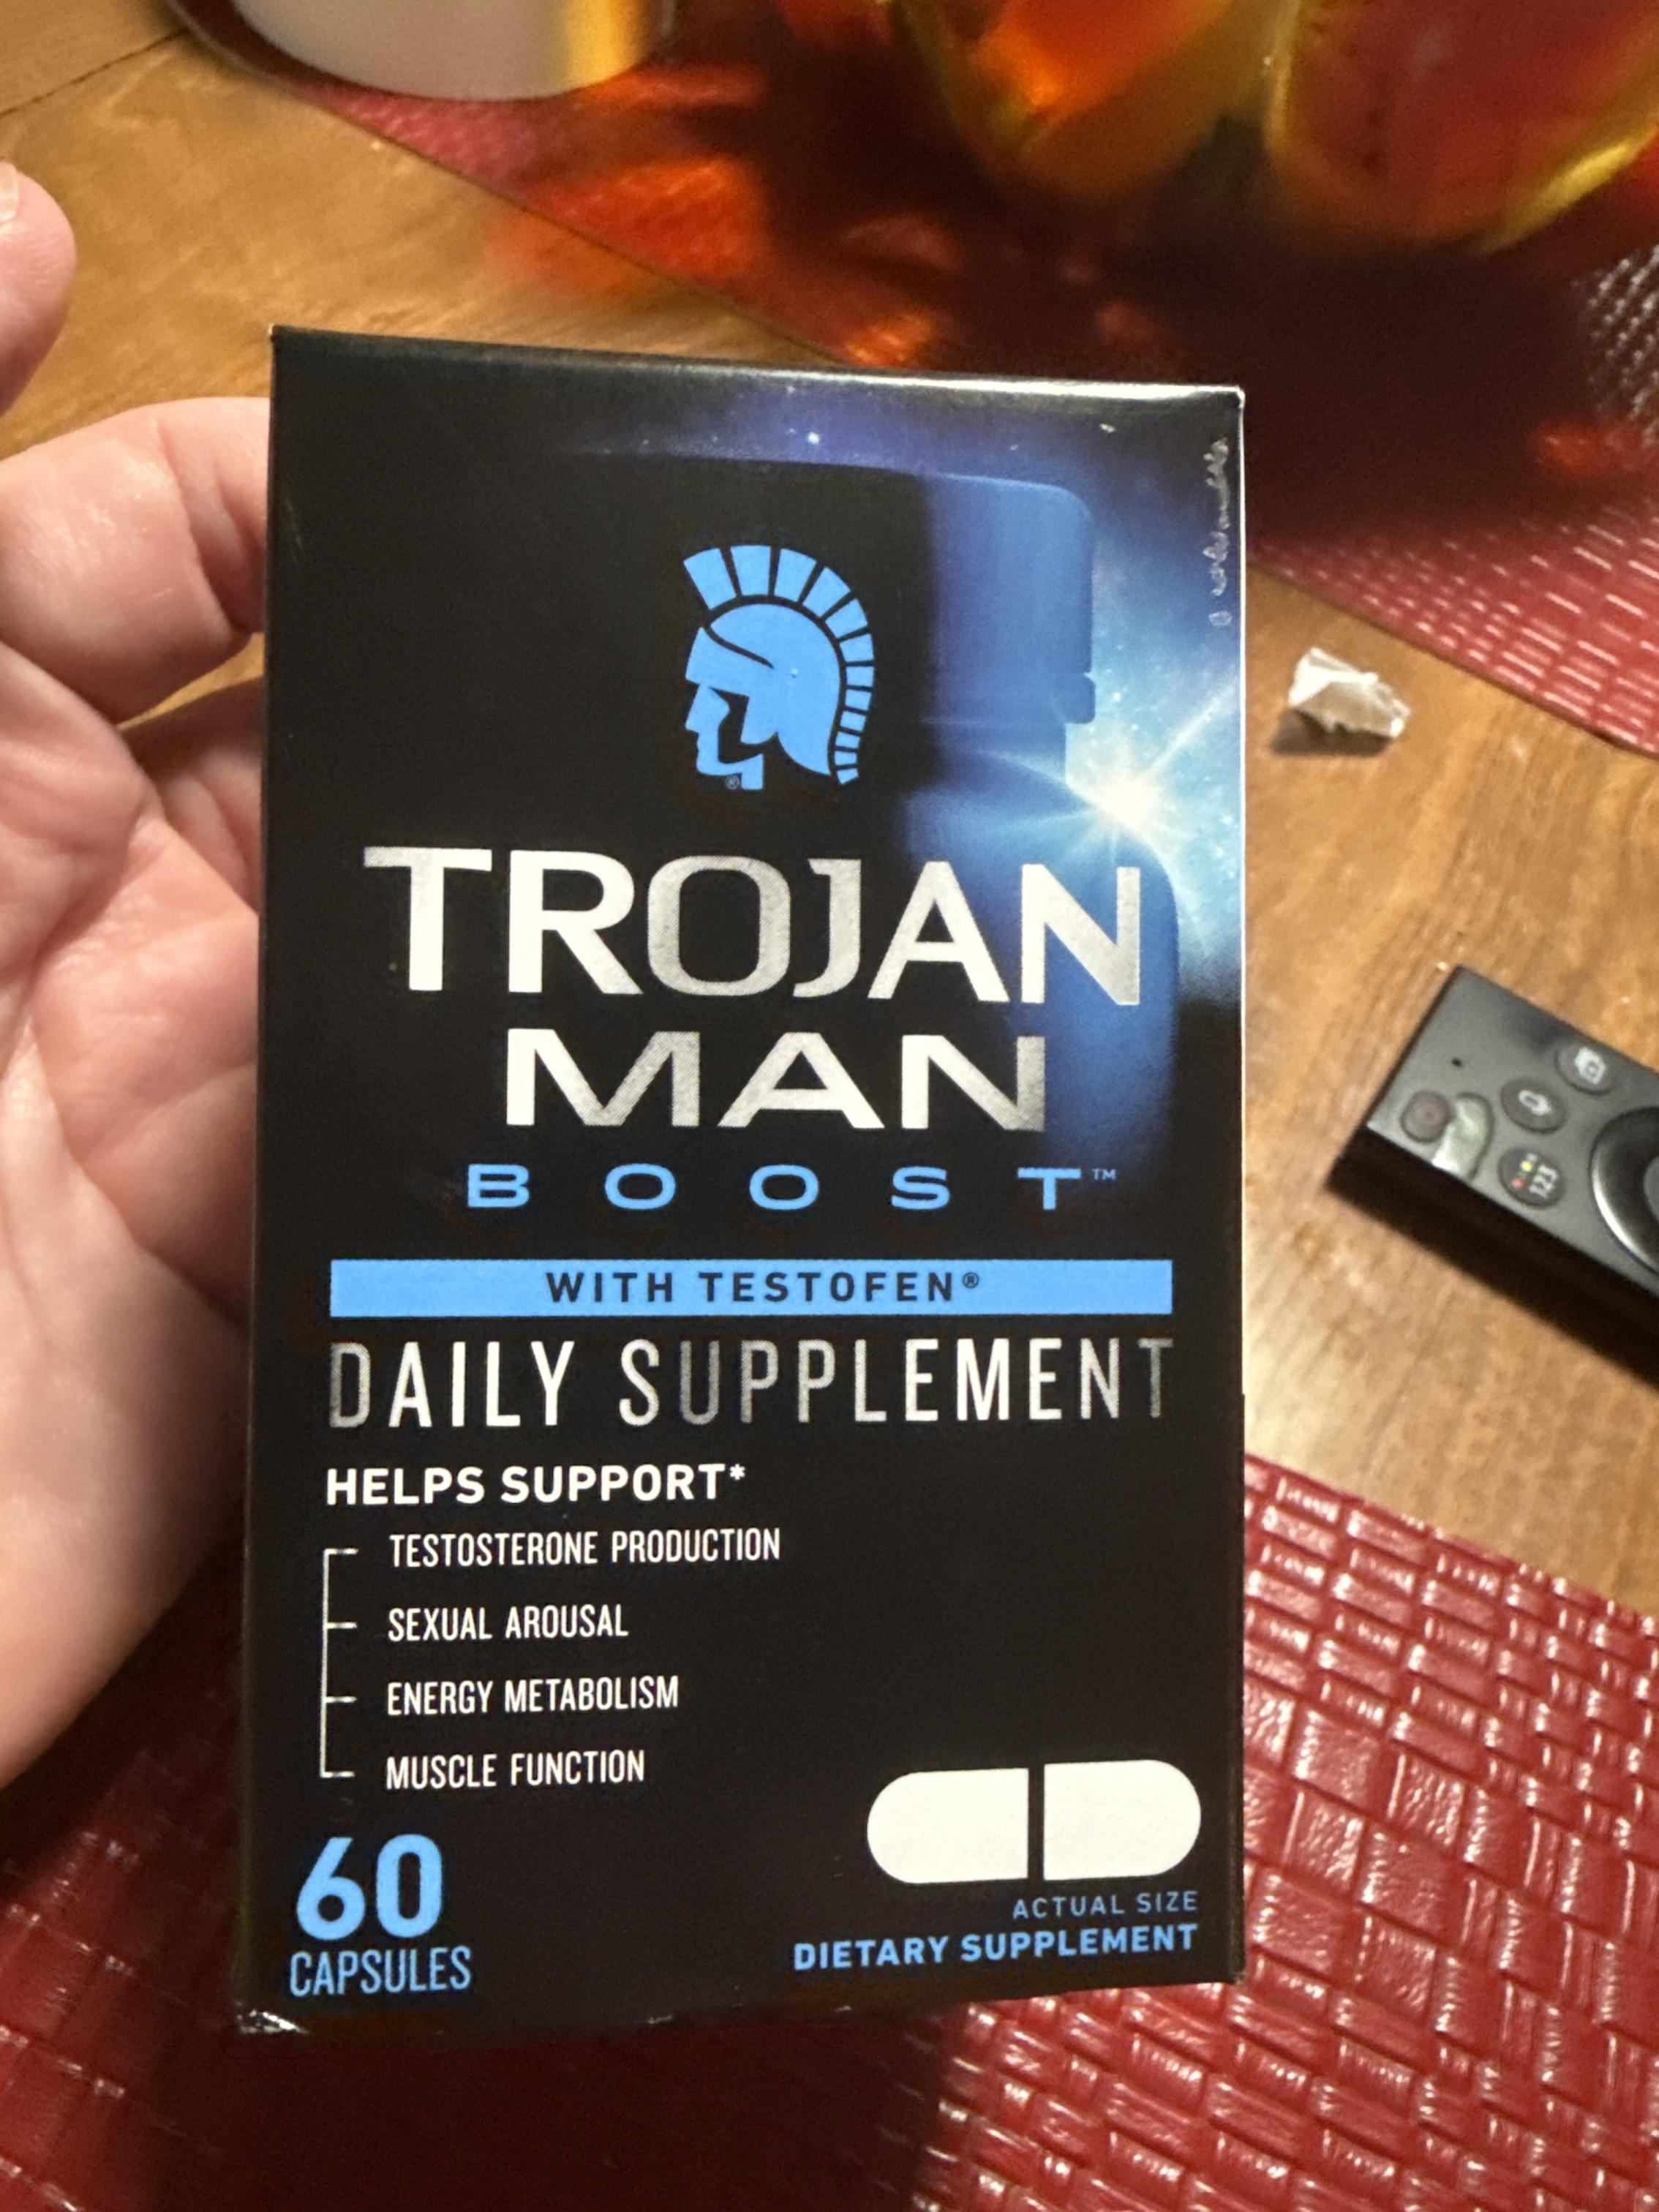 TROJAN
MAN
BOOST™
WITH TESTOFEN®
DAILY SUPPLEMENT
HELPS SUPPORT*
TESTOSTERONE PRODUCTION
SEXUAL AROUSAL
ENERGY METABOLISM
MUSCLE FUNCTION
60
CAPSULES
ACTUAL SIZE
DIETARY SUPPLEMENT
123